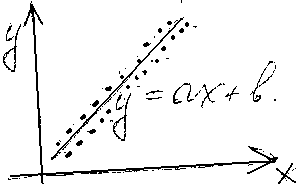 y
y = ax + b.
x